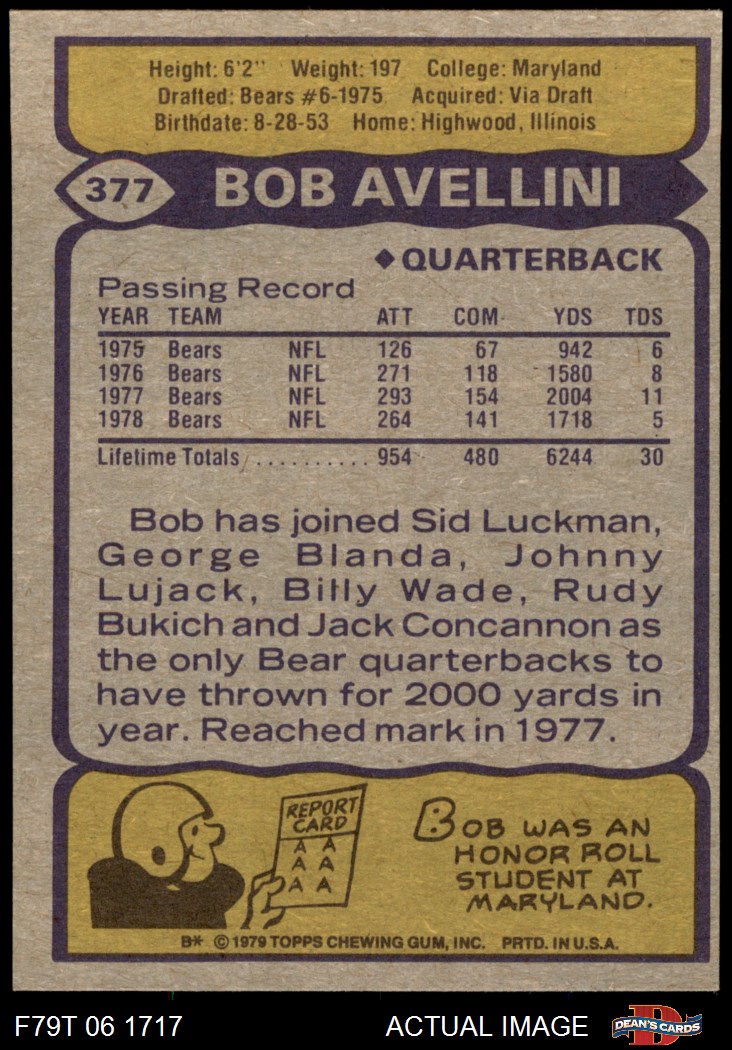 Height: 6'2" Weight: 197 College: Maryland
Drafted: Bears #6-1975 Acquired: Via Draft
Birthdate: 8-28-53 Home: Highwood, Illinois
377 BOB AVELLINI
◆QUARTERBACK
Passing Record
YEAR TEAM ATT COM YDS TDS
1975 Bears NFL 126 67 942 6
1976 Bears NFL 271 118 1580 8
1977 Bears NFL 293 154 2004 11
1978 Bears NFL 264 141 1718 5
Lifetime Totals .......... 954 480 6244 30
Bob has joined Sid Luckman,
George Blanda, Johnny
Lujack, Billy Wade, Rudy
Bukich and Jack Concannon as
the only Bear quarterbacks to
have thrown for 2000 yards in
year. Reached mark in 1977.
REPORT
CARD
A A
A A
A A
BOB WAS AN
HONOR ROLL
STUDENT AT
MARYLAND.
B* © 1979 TOPPS CHEWING GUM, INC. PRTD. IN U.S.A.
F79T 06 1717 ACTUAL IMAGE DEAN'S CARDS